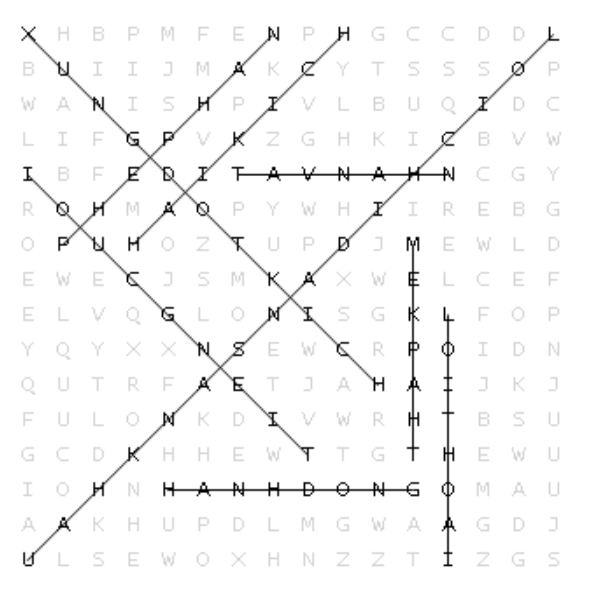 X H B P M F E N P H G C C D D L
B U I I J M A K C Y T S S S O P
W A N I S H P I V L B U Q I D C
L I F G P V K Z G H K I C B V W
I B F E D I T A V N A H N C G Y
R O H M A O P Y W H I I R E B G
O P U H O Z T U P D J M E W L D
E W E C J S M K A X W E L C E F
E L V Q G L O N I S G K L F O P
Y Q Y X X N S E W C R P O I D N
Q U T R F A E T J A H A I J K J
F U L O N K D I V W R H T B S U
G C D K H H E W T T G T H E W U
I O H N H A N H D O N G O M A U
A A K H U P D L M G W A A G D J
U L S E W O X H N Z Z T I Z G S